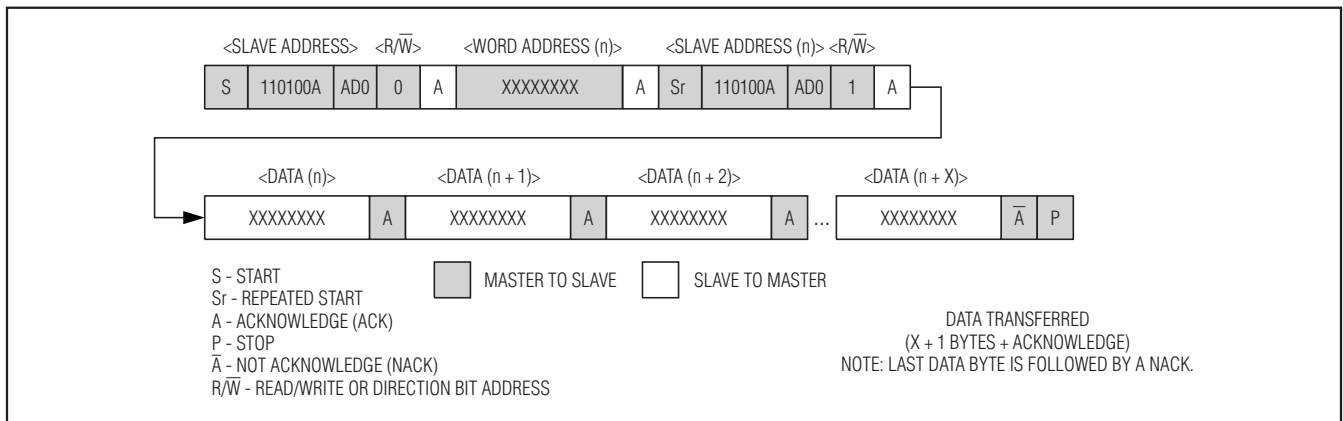 <SLAVE ADDRESS> <R/W̅> <WORD ADDRESS (n)> <SLAVE ADDRESS (n)> <R/W̅>
S 110100A AD0 0 A XXXXXXXX A Sr 110100A AD0 1 A
<DATA (n)> <DATA (n + 1)> <DATA (n + 2)> <DATA (n + X)>
XXXXXXXX A XXXXXXXX A XXXXXXXX A ... XXXXXXXX A̅ P
S - START
Sr - REPEATED START
A - ACKNOWLEDGE (ACK)
P - STOP
A̅ - NOT ACKNOWLEDGE (NACK)
R/W̅ - READ/WRITE OR DIRECTION BIT ADDRESS
MASTER TO SLAVE SLAVE TO MASTER
DATA TRANSFERRED
(X + 1 BYTES + ACKNOWLEDGE)
NOTE: LAST DATA BYTE IS FOLLOWED BY A NACK.